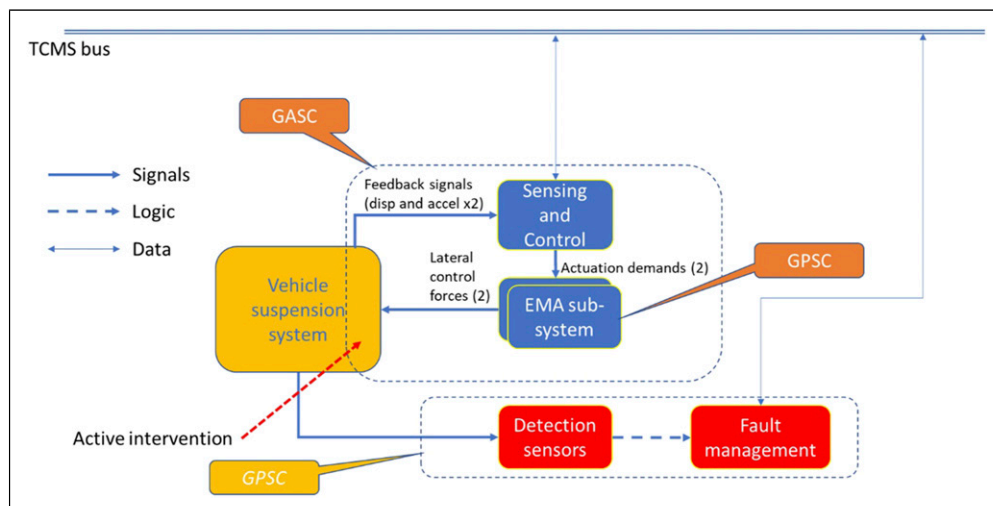 TCMS bus
GASC
Signals
Logic
Data
Feedback signals
(disp and accel x2)
Sensing
and
Control
Lateral
control
forces (2)
Actuation demands (2)
GPSC
Vehicle
suspension
system
EMA sub-
system
Active intervention
Detection
sensors
Fault
management
GPSC